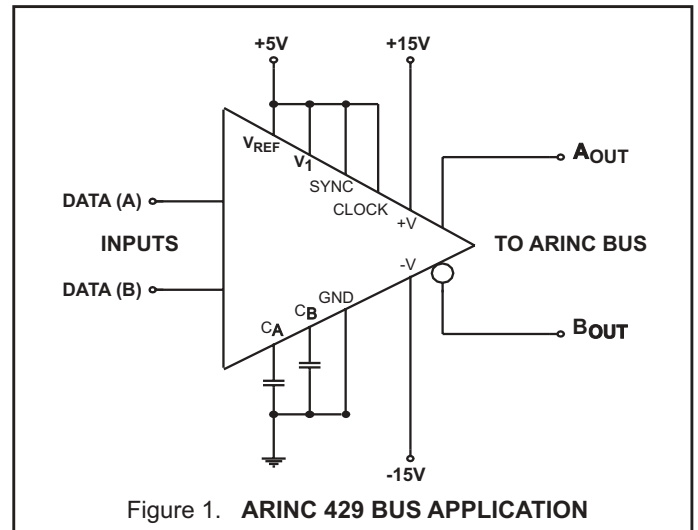 +5V
+15V
VREF
V1
SYNC
CLOCK
+V
AOUT
DATA (A)
INPUTS
TO ARINC BUS
DATA (B)
-V
GND
CB
CA
BOUT
-15V
Figure 1. ARINC 429 BUS APPLICATION